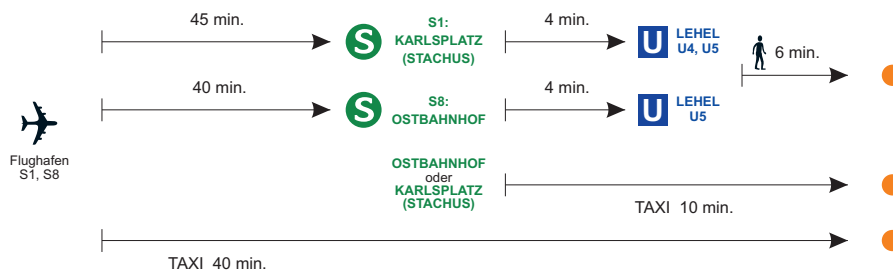 45 min.
S
S1:
KARLSPLATZ
(STACHUS)
4 min.
U
LEHEL
U4, U5
6 min.
40 min.
S
S8:
OSTBAHNHOF
4 min.
U
LEHEL
U5
Flughafen
S1, S8
OSTBAHNHOF
oder
KARLSPLATZ
(STACHUS)
TAXI 10 min.
TAXI 40 min.